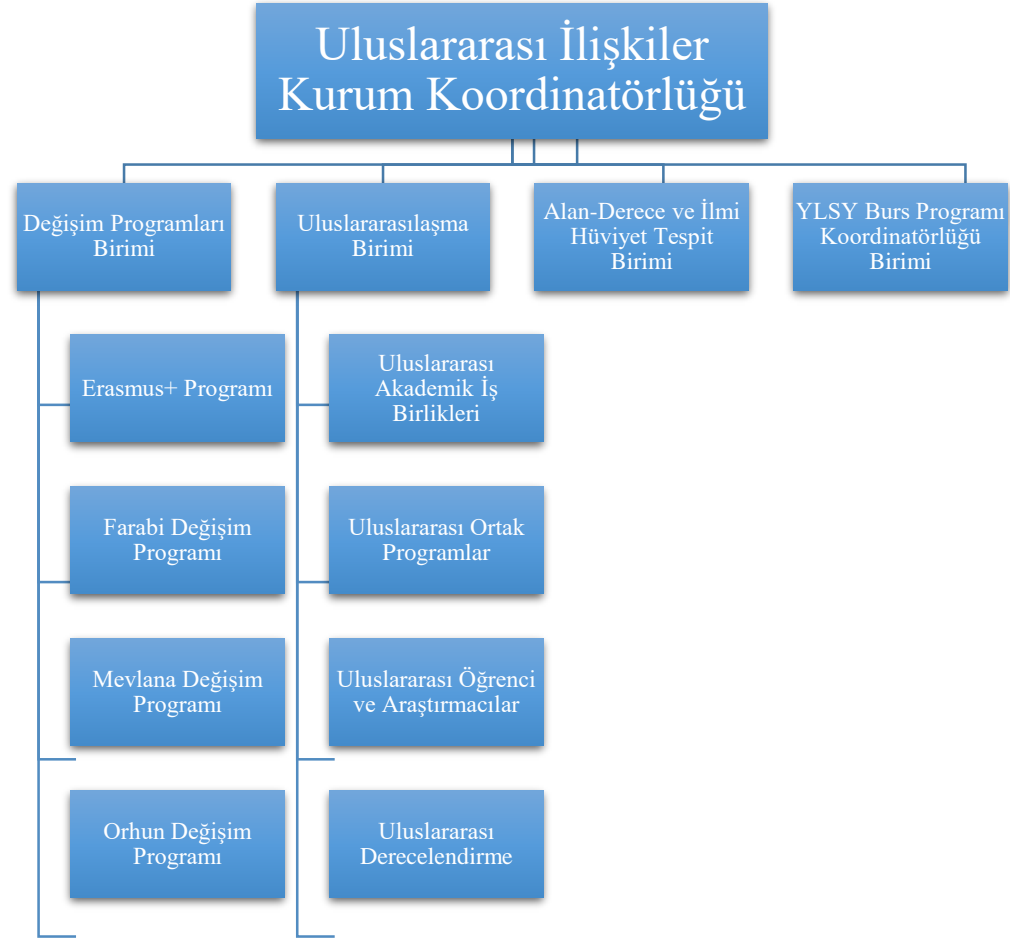 Uluslararası İlişkiler
Kurum Koordinatörlüğü
Değişim Programları
Birimi
Uluslararasılaşma
Birimi
Alan-Derece ve İlmi
Hüviyet Tespit
Birimi
YLSY Burs Programı
Koordinatörlüğü
Birimi
Erasmus+ Programı
Farabi Değişim
Programı
Mevlana Değişim
Programı
Orhun Değişim
Programı
Uluslararası
Akademik İş
Birlikleri
Uluslararası Ortak
Programlar
Uluslararası Öğrenci
ve Araştırmacılar
Uluslararası
Derecelendirme